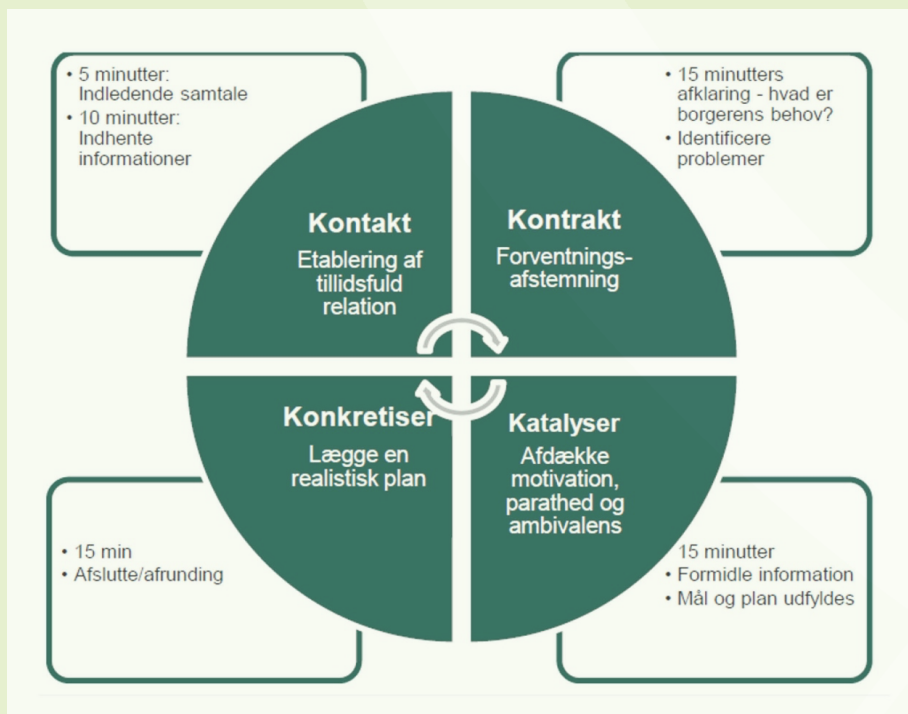 • 5 minutter:
Indledende samtale
• 10 minutter:
Indhente
informationer
Kontakt
Etablering af
tillidsfuld
relation
• 15 minutters
afklaring - hvad er
borgerens behov?
• Identificere
problemer
Kontrakt
Forventnings-
afstemning
Katalyser
Afdække
motivation,
parathed og
ambivalens
15 minutter
• Formidle information
• Mål og plan udfyldes
Konkretiser
Lægge en
realistisk plan
• 15 min
• Afslutte/afrunding